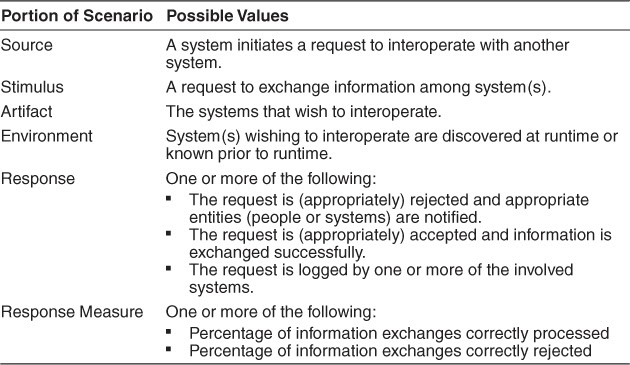 Portion of Scenario Possible Values
Source A system initiates a request to interoperate with another
system.
Stimulus A request to exchange information among system(s).
Artifact The systems that wish to interoperate.
Environment System(s) wishing to interoperate are discovered at runtime or
known prior to runtime.
Response One or more of the following:
▪ The request is (appropriately) rejected and appropriate
entities (people or systems) are notified.
▪ The request is (appropriately) accepted and information is
exchanged successfully.
▪ The request is logged by one or more of the involved
systems.
Response Measure One or more of the following:
▪ Percentage of information exchanges correctly processed
▪ Percentage of information exchanges correctly rejected